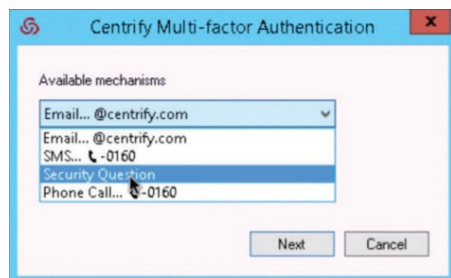 Centrify Multi-factor Authentication
x
Available mechanisms
Email... @centrify.com
Email... @centrify.com
SMS... 📞-0160
Security Question
Phone Call... 📞-0160
Next
Cancel